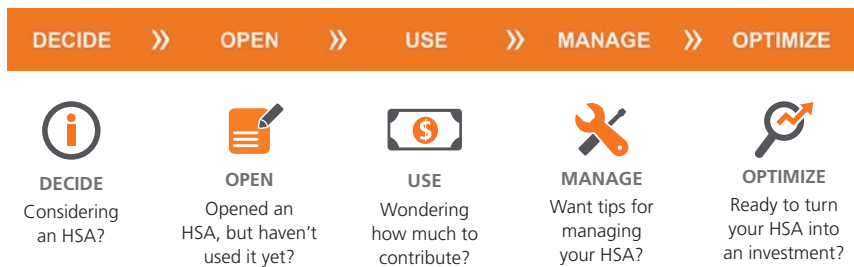 DECIDE » OPEN » USE » MANAGE » OPTIMIZE
DECIDE
Considering
an HSA?
OPEN
Opened an
HSA, but haven't
used it yet?
USE
Wondering
how much to
contribute?
MANAGE
Want tips for
managing
your HSA?
OPTIMIZE
Ready to turn
your HSA into
an investment?